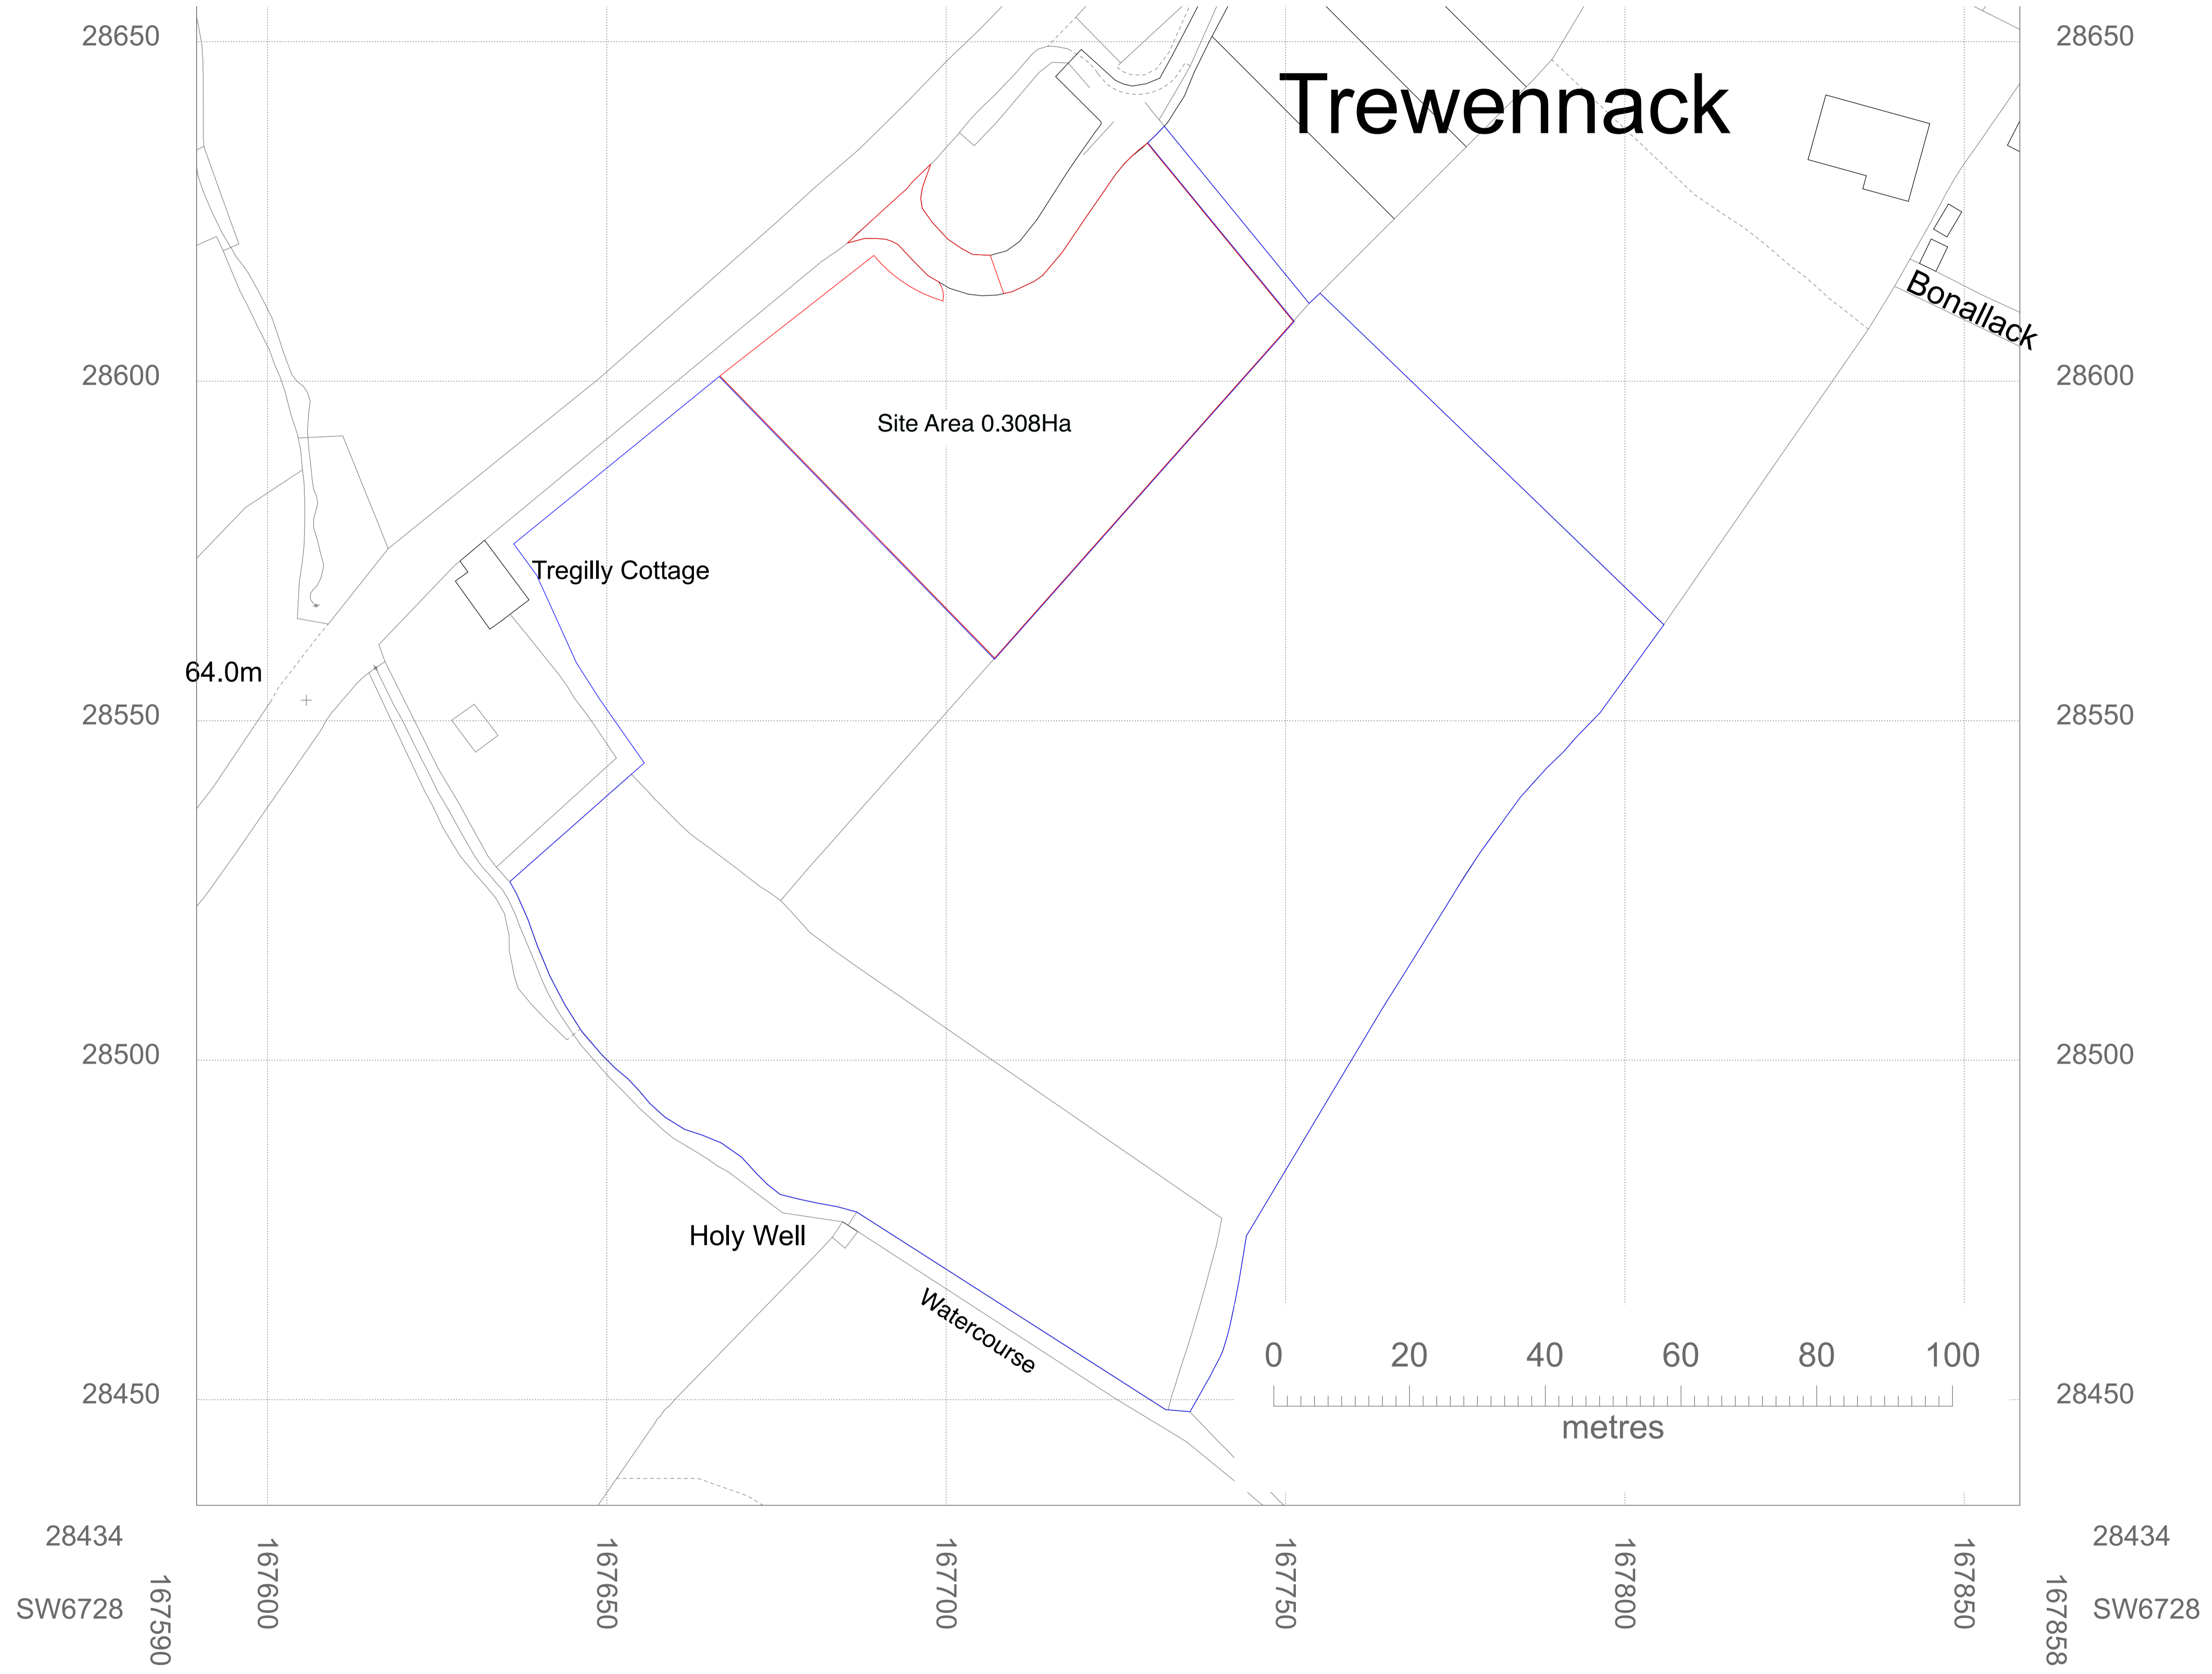 28650
28650
Trewennack
Bonallack
28600
28600
Site Area 0.308Ha
Tregilly Cottage
64.0m
28550
28550
28500
28500
Holy Well
Watercourse
0 20 40 60 80 100
metres
28450
28450
28434
28434
167600
167650
167700
167750
167800
167850
SW6728
167590
167858
SW6728